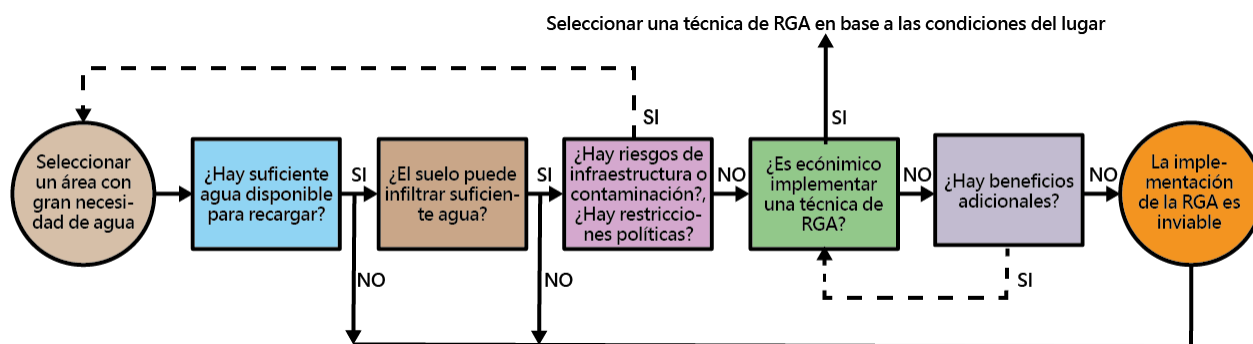 Seleccionar una técnica de RGA en base a las condiciones del lugar
SI
SI
Seleccionar
un área con
gran necesi-
dad de agua
¿Hay suficiente
agua disponible
para recargar?
SI
¿El suelo puede
infiltrar suficien-
te agua?
SI
¿Hay riesgos de
infraestructura o
contaminación?,
¿Hay restriccio-
nes políticas?
NO
¿Es ecónimico
implementar
una técnica de
RGA?
NO
¿Hay beneficios
adicionales?
NO
La imple-
mentación
de la RGA es
inviable
NO
NO
SI